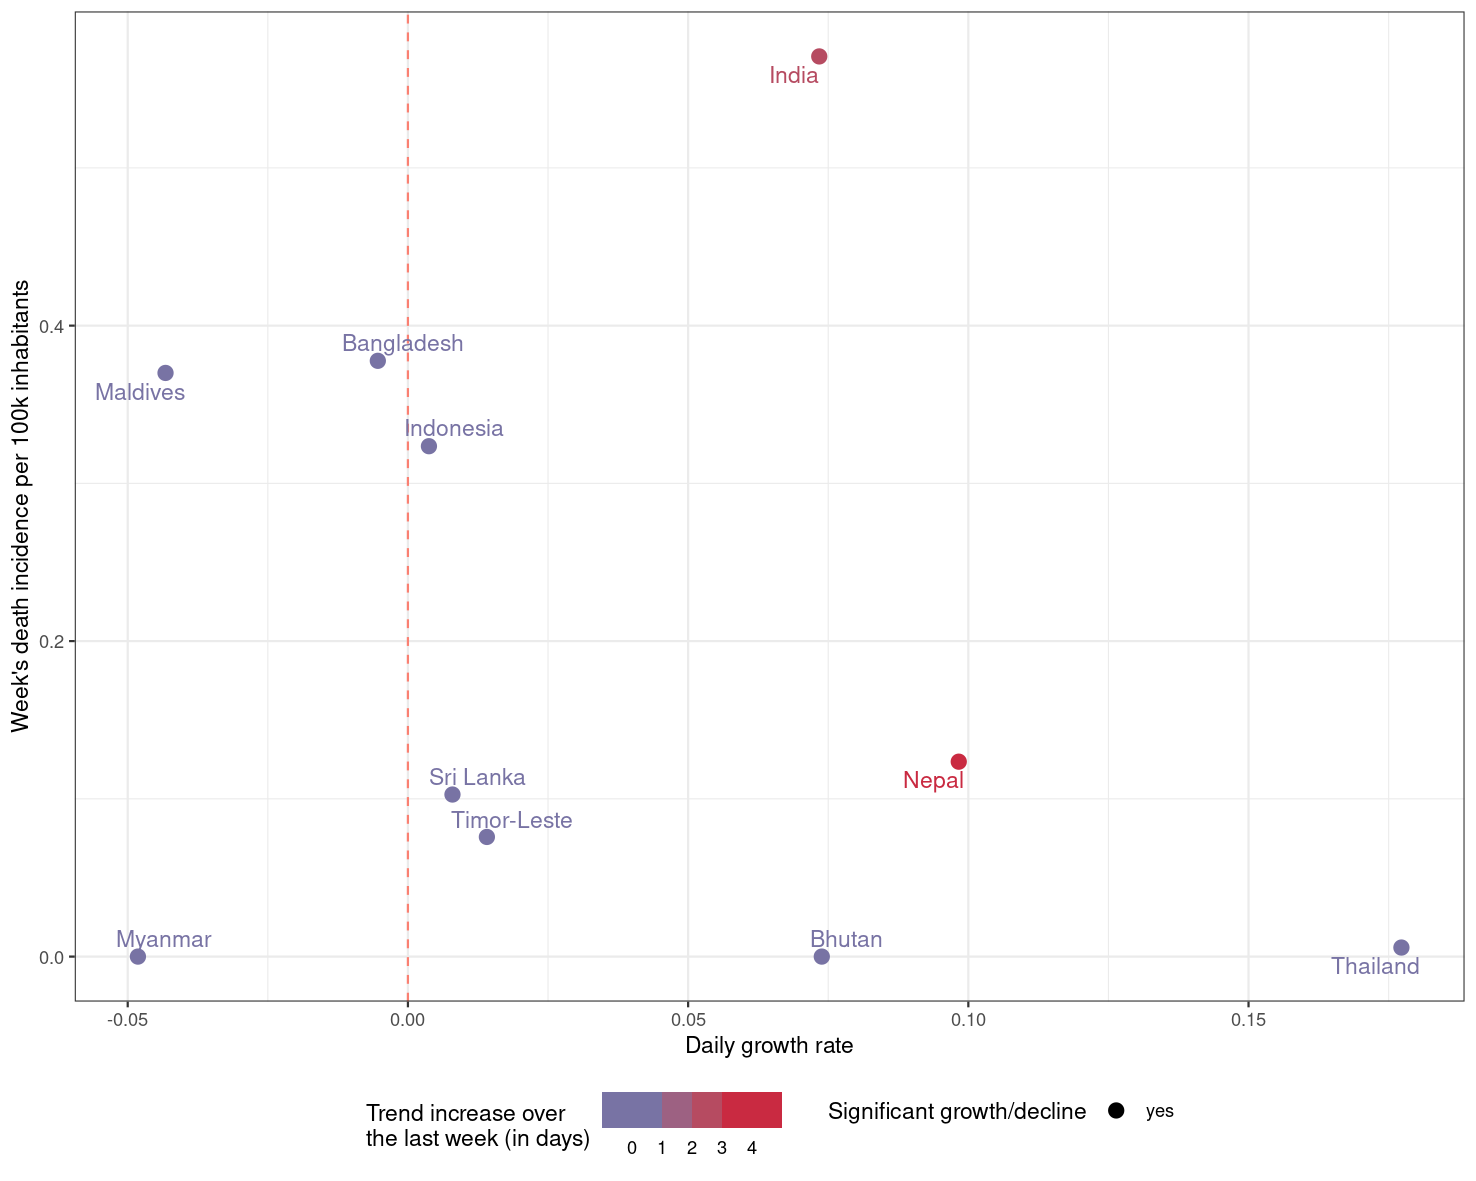 India
Bangladesh
Maldives
Indonesia
Sri Lanka
Nepal
Timor-Leste
Myanmar
Bhutan
Thailand
Week's death incidence per 100k inhabitants
0.4
0.2
0.0
-0.05 0.00 0.05 0.10 0.15
Daily growth rate
Trend increase over
the last week (in days)
0 1 2 3 4
Significant growth/decline yes